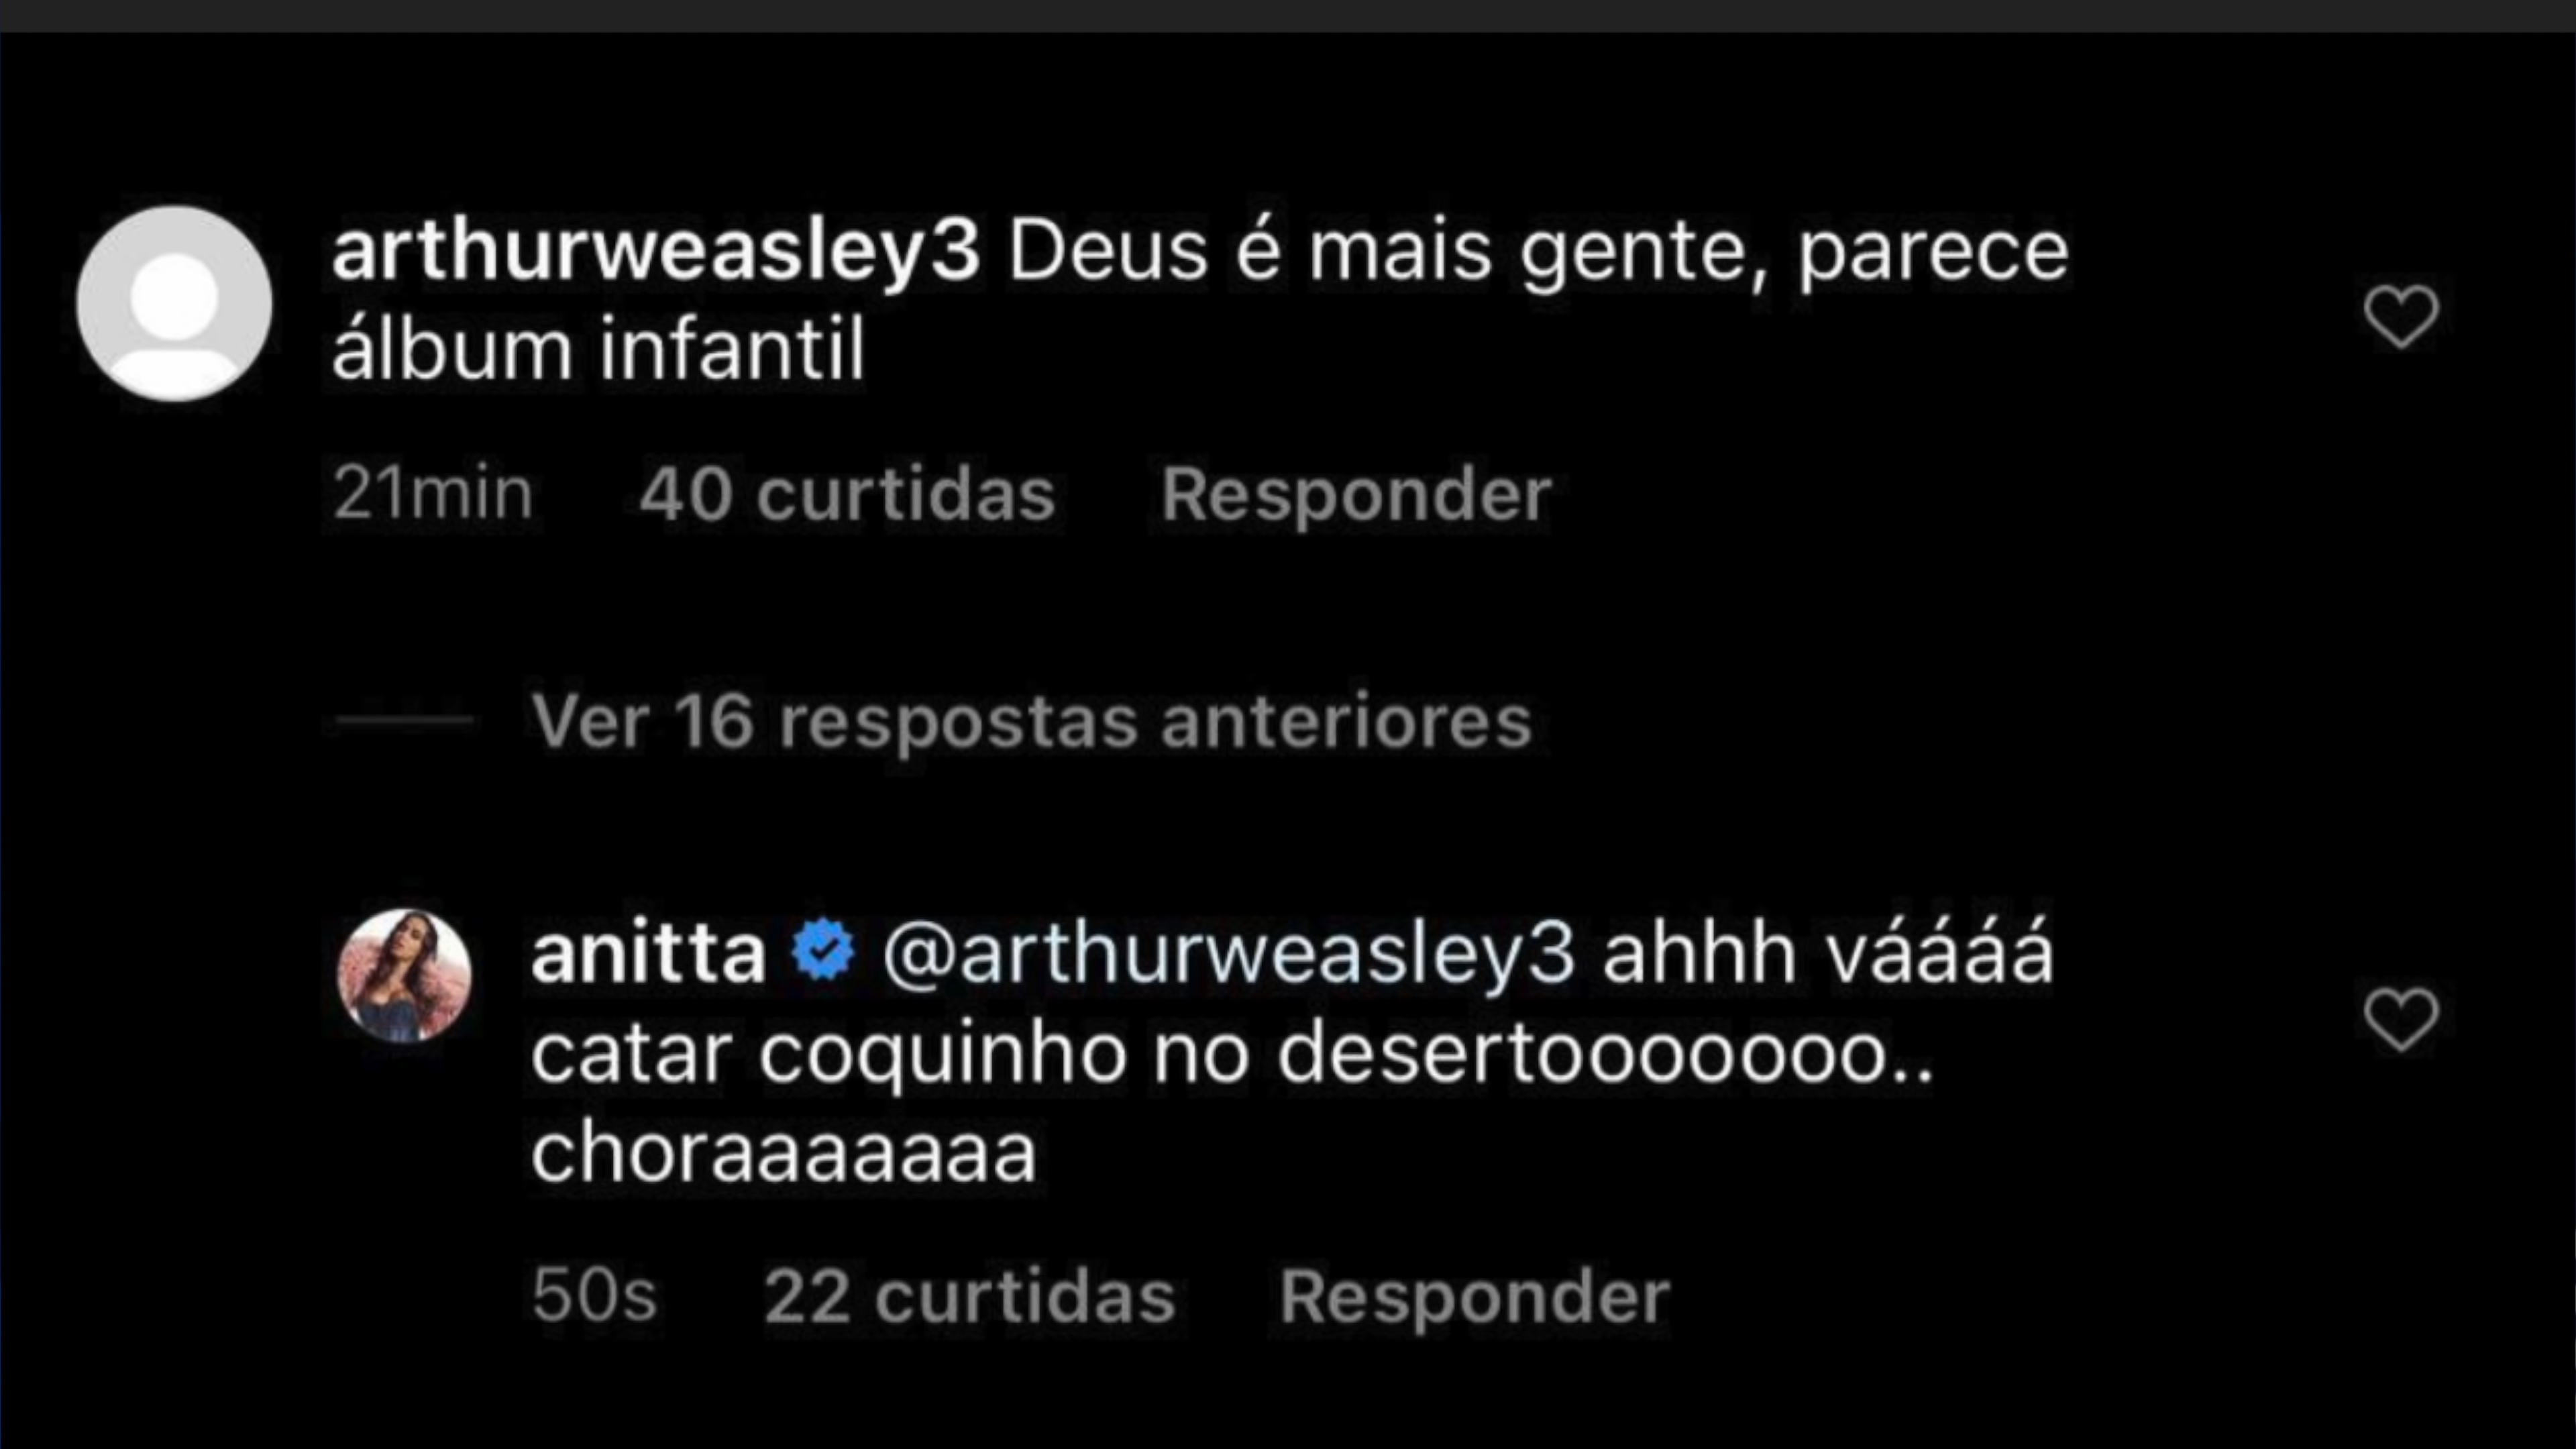 arthurweasley3 Deus é mais gente, parece
álbum infantil
21min 40 curtidas Responder
Ver 16 respostas anteriores
anitta @arthurweasley3 ahhh váááá
catar coquinho no desertooooooo..
choraaaaaaa
50s 22 curtidas Responder